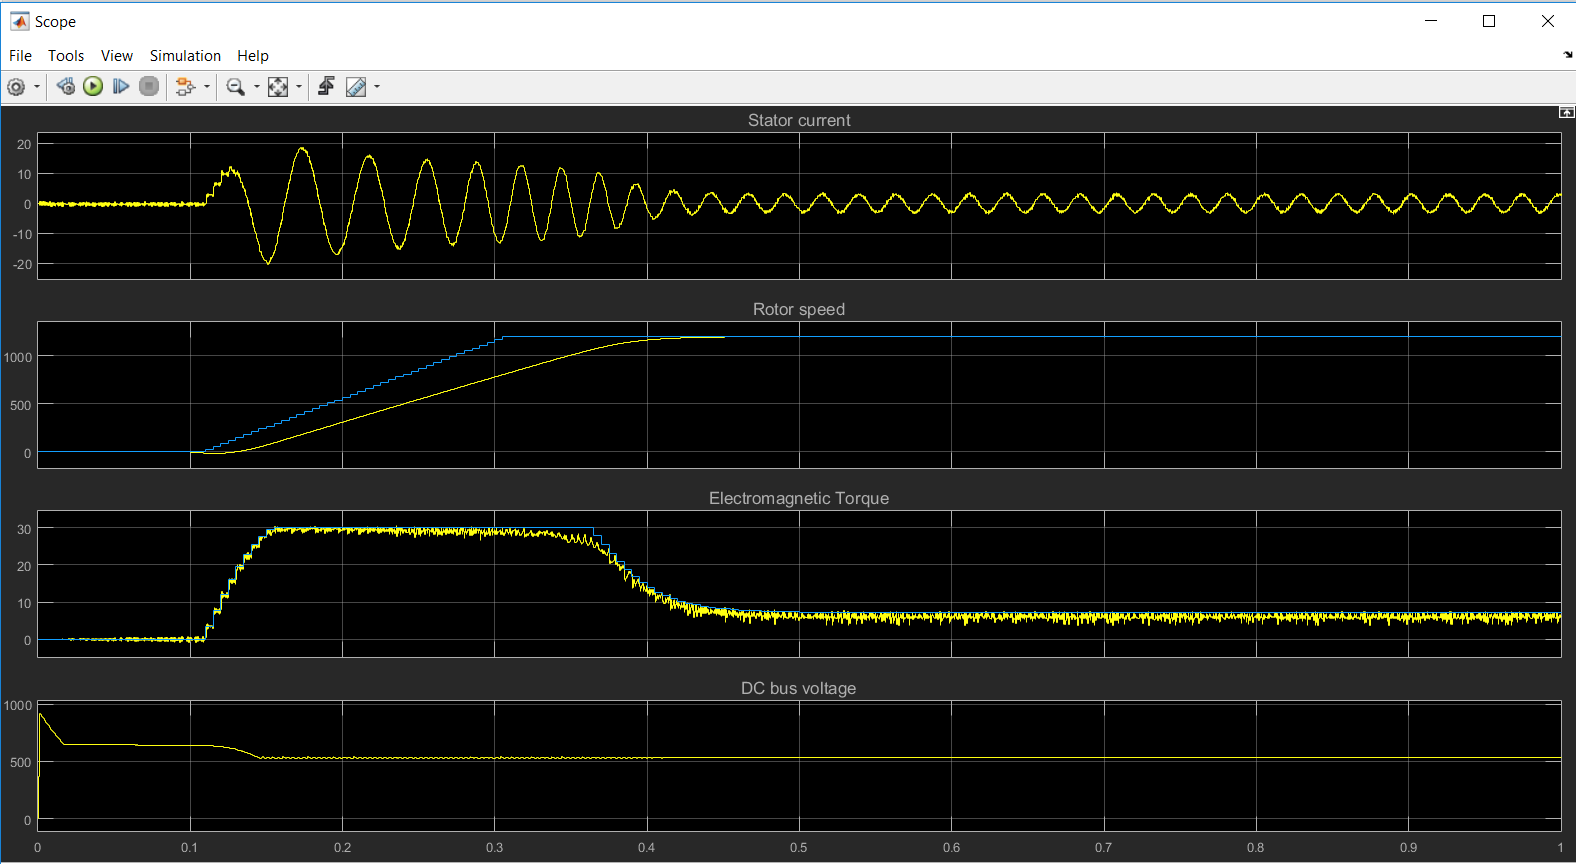 Scope
File Tools View Simulation Help
Stator current
20
10
0
-10
-20
Rotor speed
1000
500
0
Electromagnetic Torque
30
20
10
0
DC bus voltage
1000
500
0
0 0.1 0.2 0.3 0.4 0.5 0.6 0.7 0.8 0.9 1